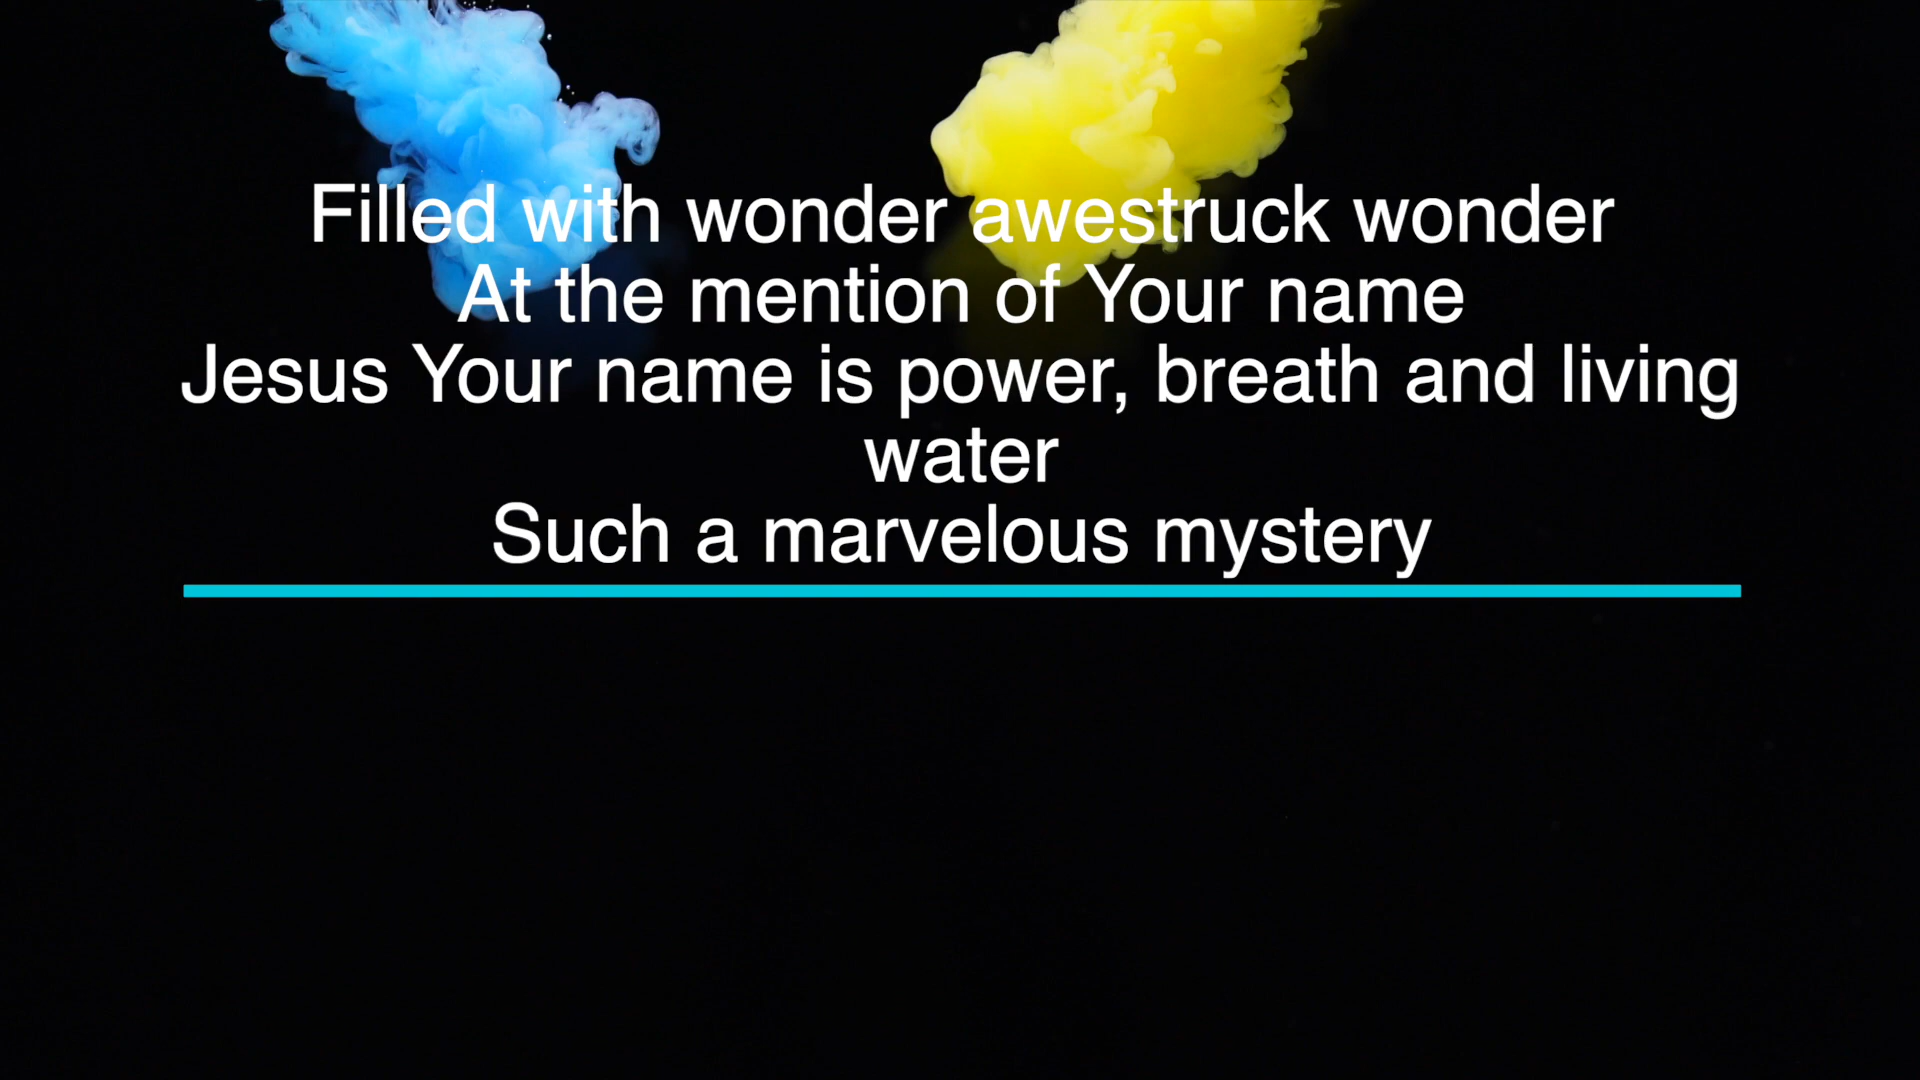 Filled with wonder awestruck wonder
At the mention of Your name
Jesus Your name is power, breath and living
water
Such a marvelous mystery